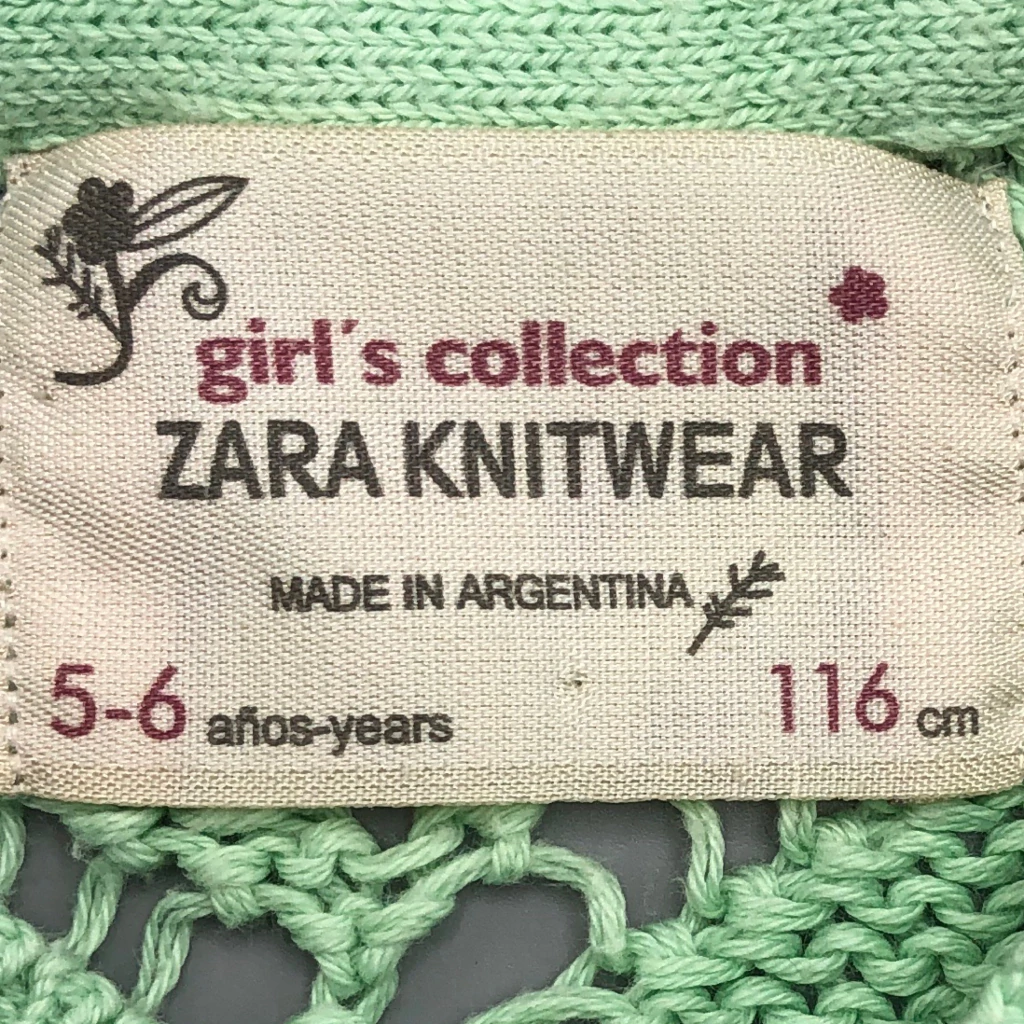 girl´s collection
ZARA KNITWEAR
MADE IN ARGENTINA
5-6 años-years 116 cm